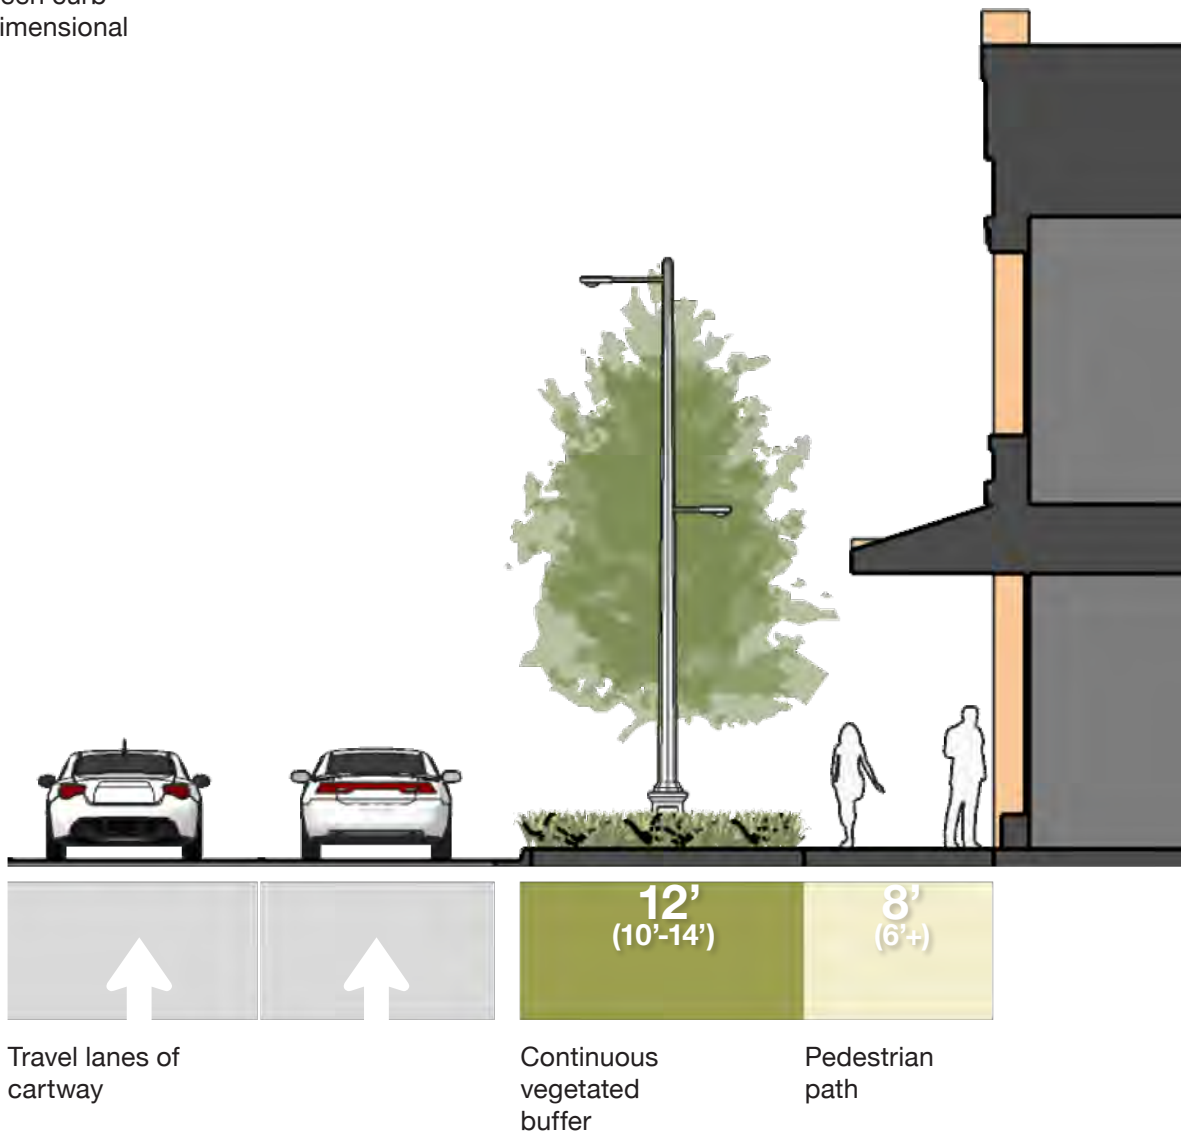 imensional
12’
(10’-14’)
8’
(6’+)
Travel lanes of
cartway
Continuous
vegetated
buffer
Pedestrian
path